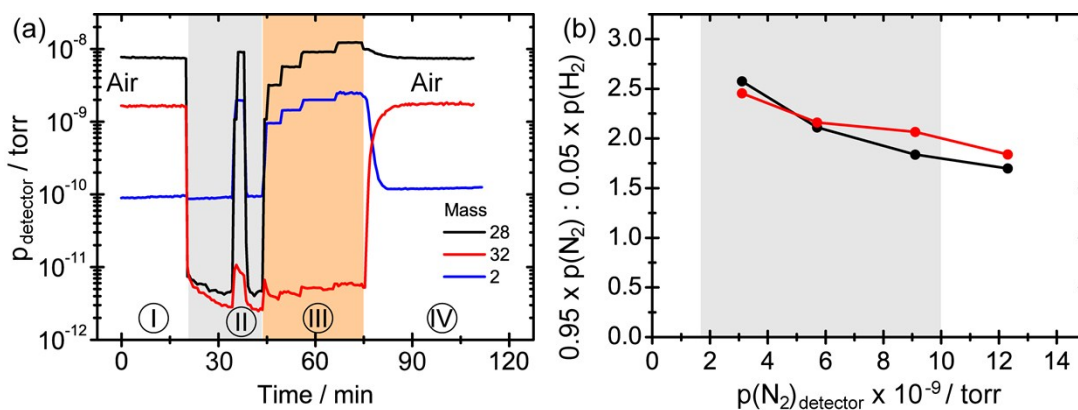 (a)
10⁻⁸
10⁻⁹
10⁻¹⁰
10⁻¹¹
10⁻¹²
p_detector / torr
Air
Air
Mass
28
32
2
I
II
III
IV
0
30
60
90
120
Time / min
(b)
3.0
2.5
2.0
1.5
1.0
0.5
0.0
0.95 x p(N₂) : 0.05 x p(H₂)
0
2
4
6
8
10
12
14
p(N₂)detector x 10⁻⁹ / torr